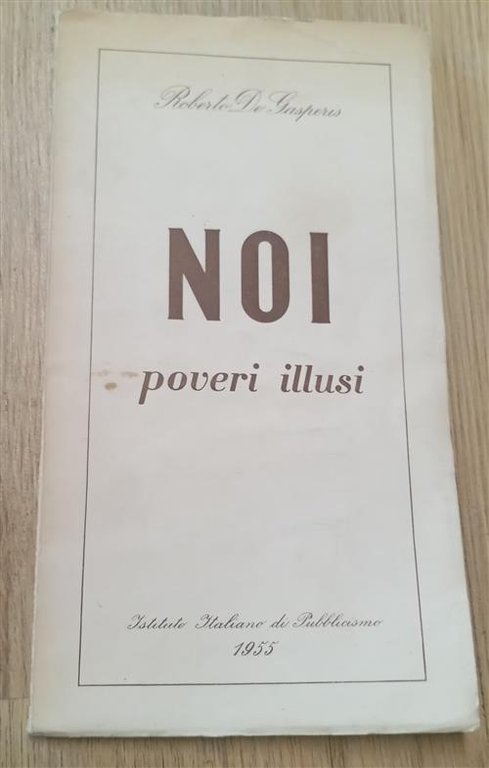 Roberto De Gasperis
NOI
poveri illusi
Istituto Italiano di Pubblicismo
1955